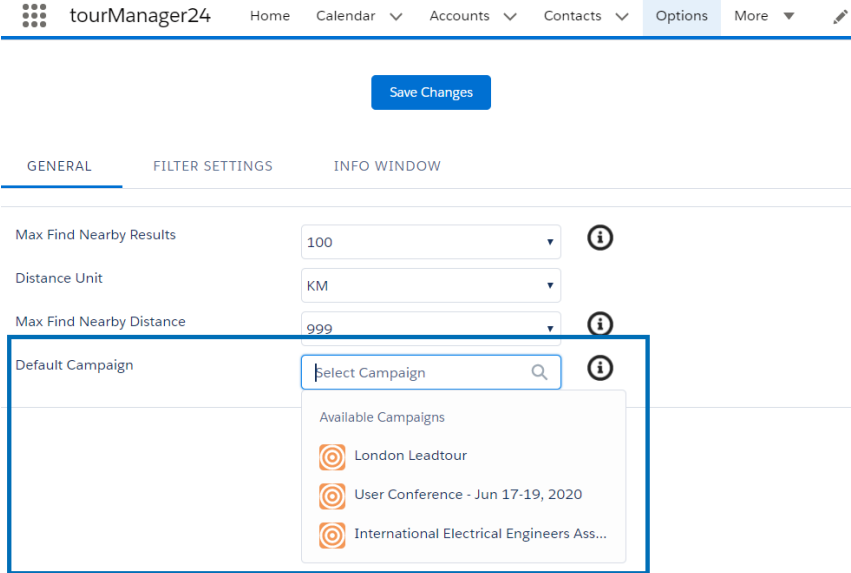 tourManager24 Home Calendar Accounts Contacts Options More
Save Changes
GENERAL FILTER SETTINGS INFO WINDOW
Max Find Nearby Results 100
Distance Unit KM
Max Find Nearby Distance 999
Default Campaign Select Campaign
Available Campaigns
London Leadtour
User Conference - Jun 17-19, 2020
International Electrical Engineers Ass...